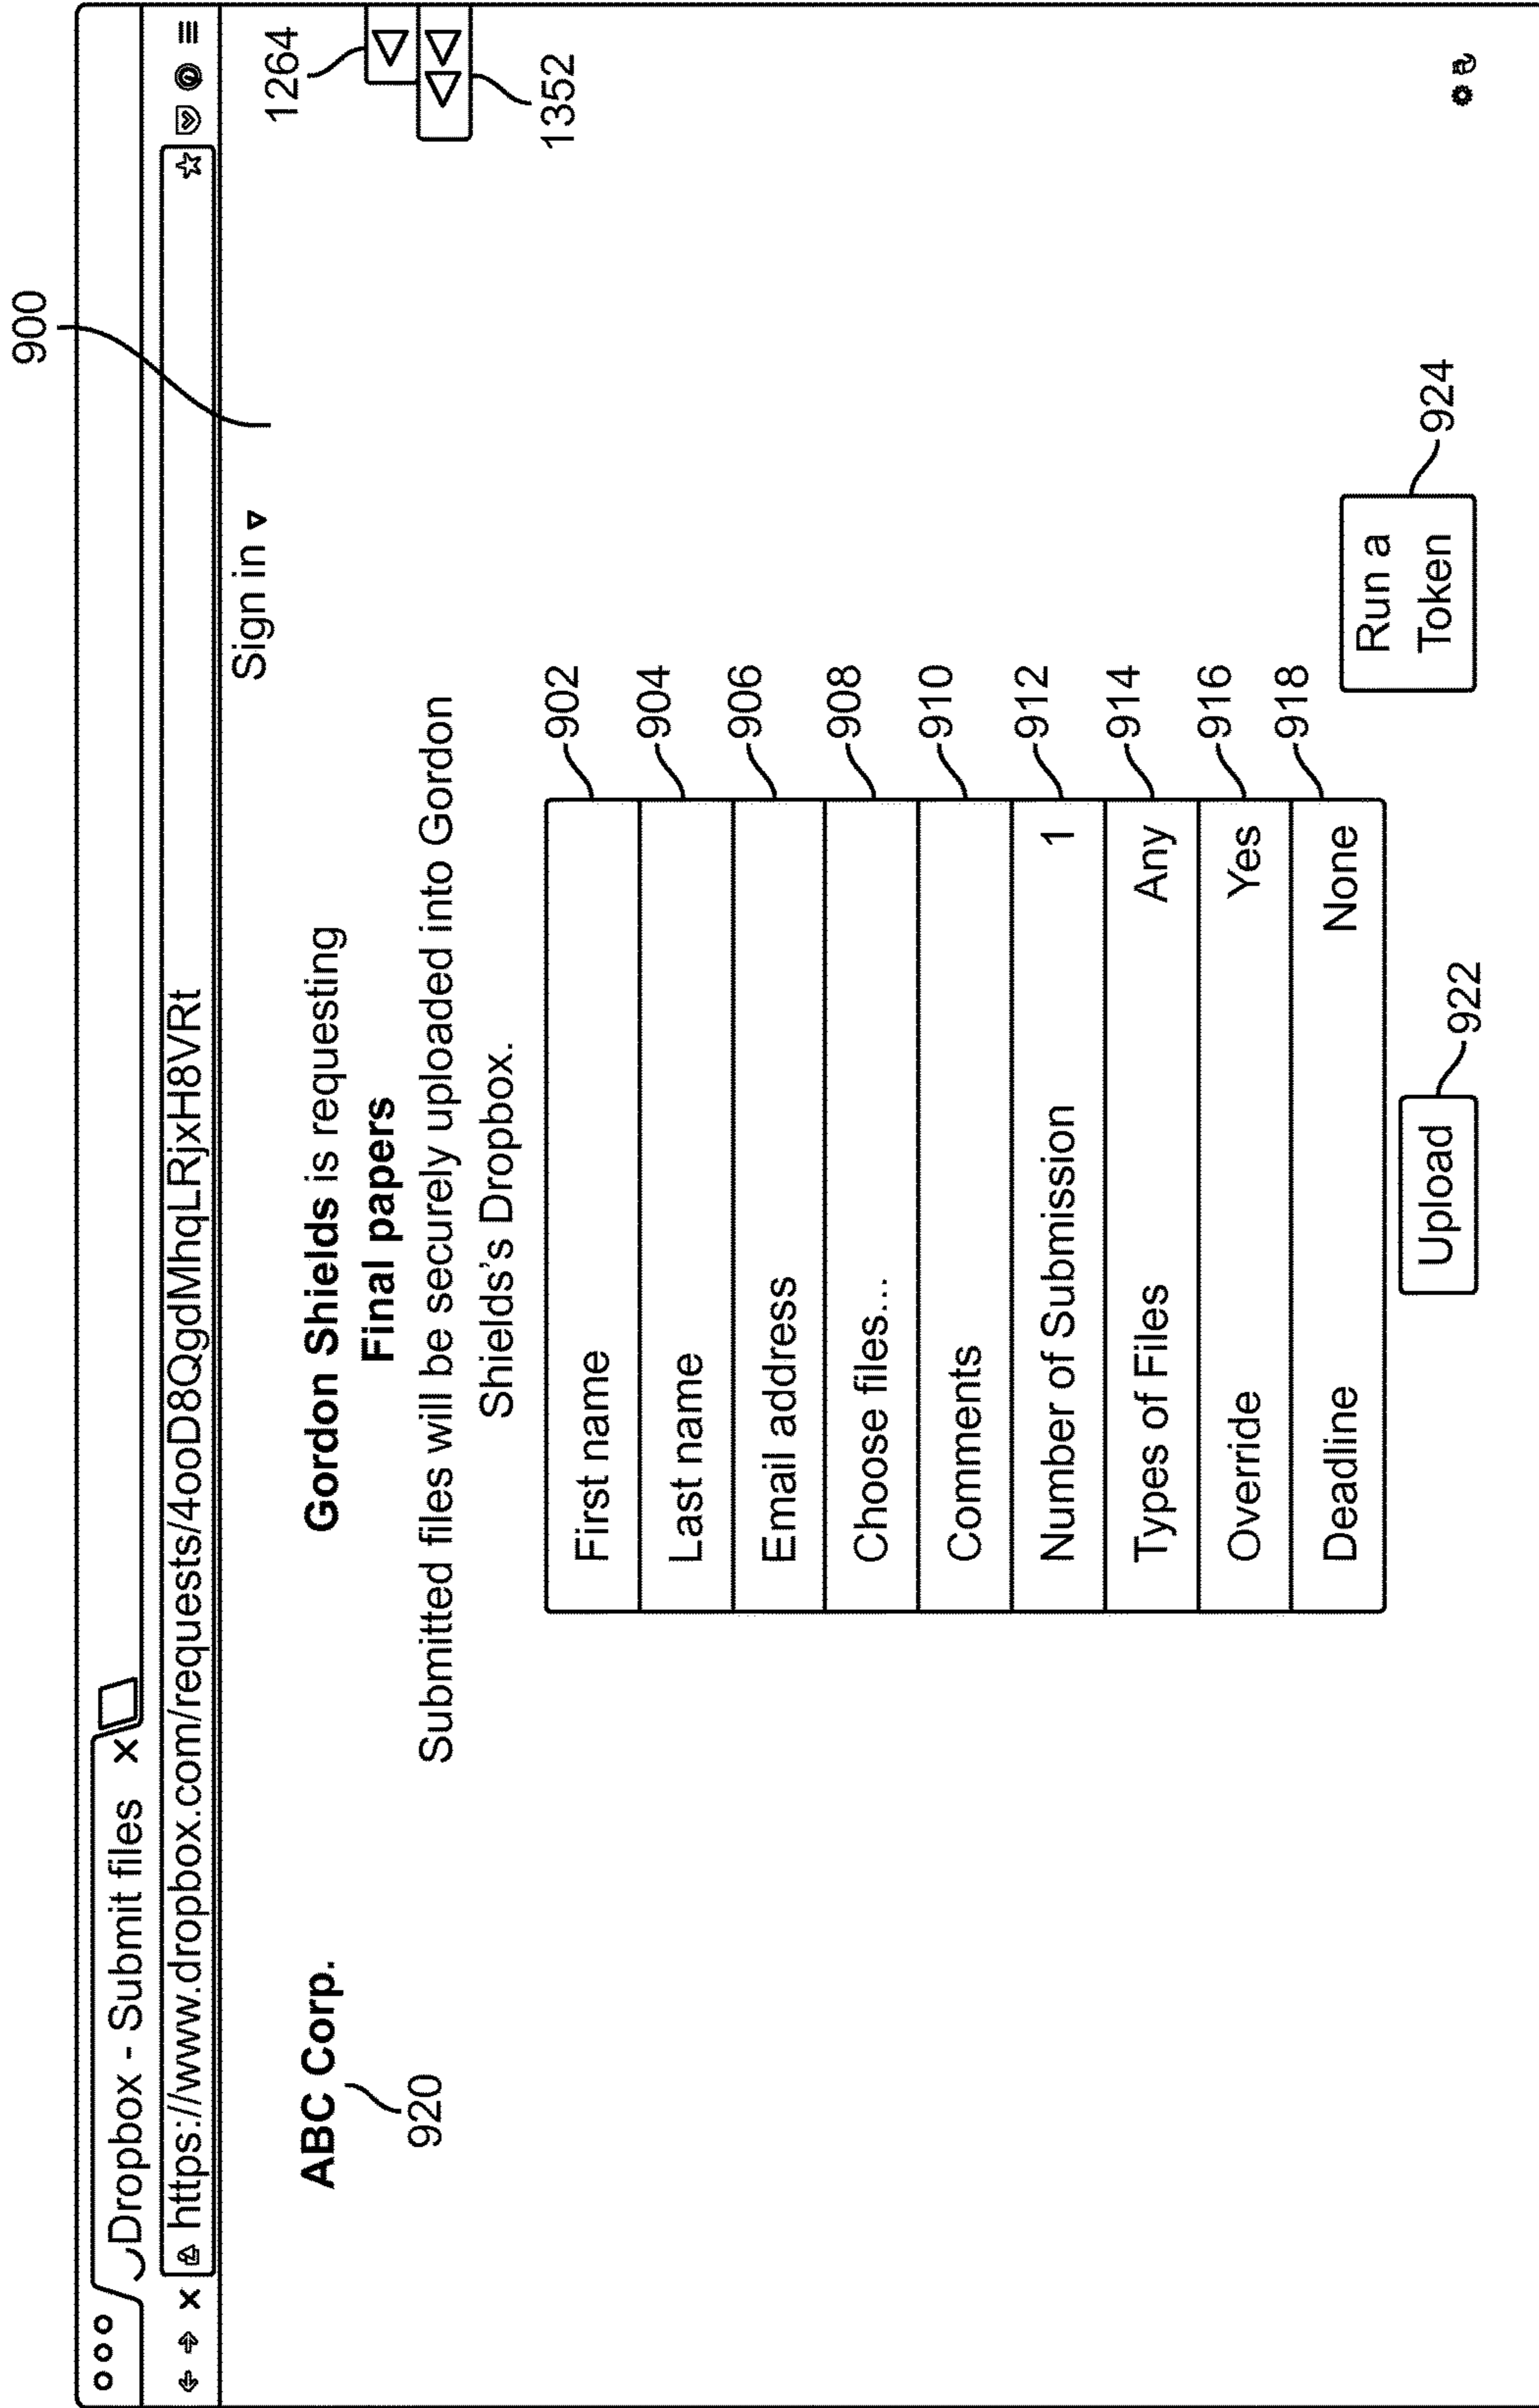 900
Dropbox - Submit files
https://www.dropbox.com/requests/4ooD8QgdMhqLRjxH8VRt
Sign in
1264
1352
ABC Corp.
920
Gordon Shields is requesting
Final papers
Submitted files will be securely uploaded into Gordon
Shields's Dropbox.
First name 902
Last name 904
Email address 906
Choose files... 908
Comments 910
Number of Submission 1 912
Types of Files Any 914
Override Yes 916
Deadline None 918
Upload 922
Run a
Token
924